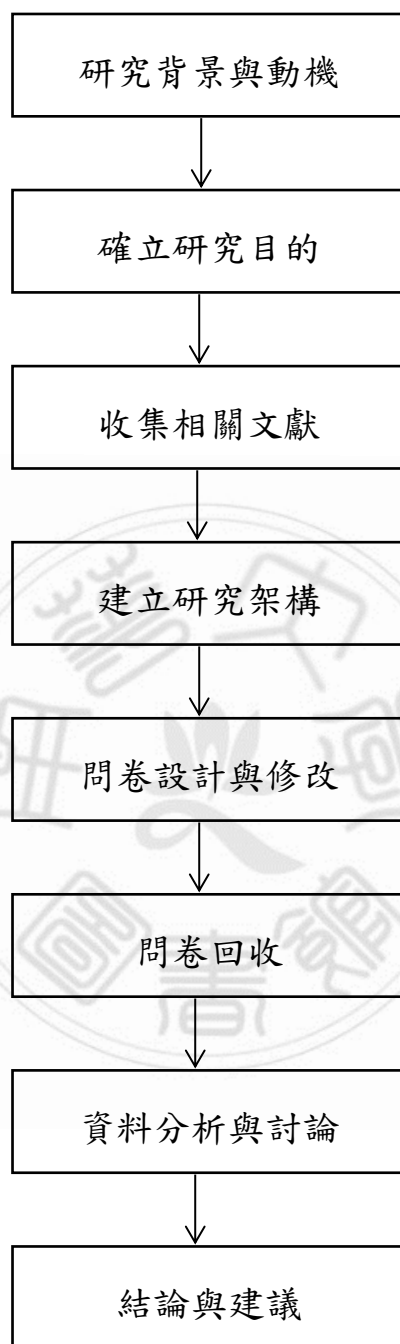 研究背景與動機
確立研究目的
收集相關文獻
建立研究架構
問卷設計與修改
問卷回收
資料分析與討論
結論與建議